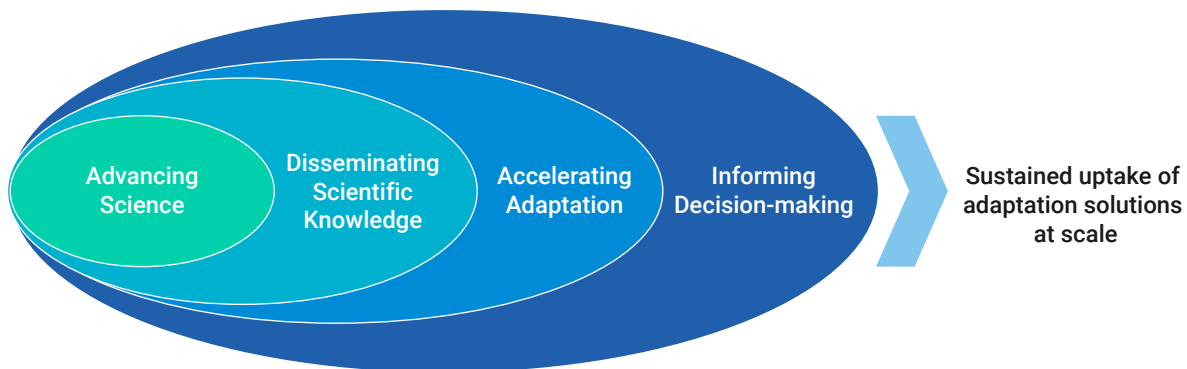 Advancing
Science
Disseminating
Scientific
Knowledge
Accelerating
Adaptation
Informing
Decision-making
Sustained uptake of
adaptation solutions
at scale